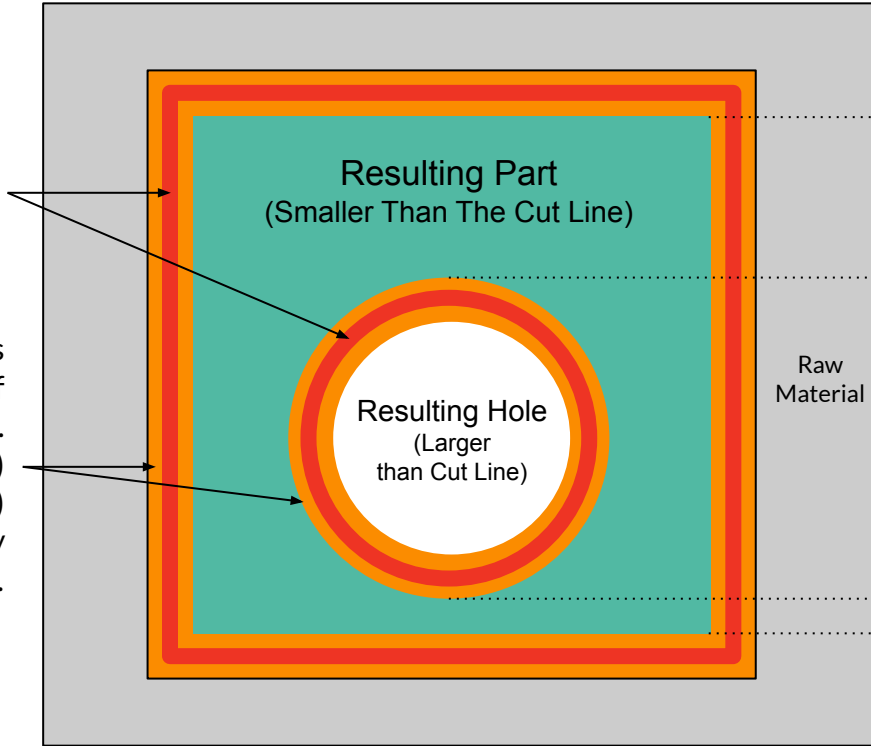 Resulting Part
(Smaller Than The Cut Line)
Raw
Material
Resulting Hole
(Larger
than Cut Line)